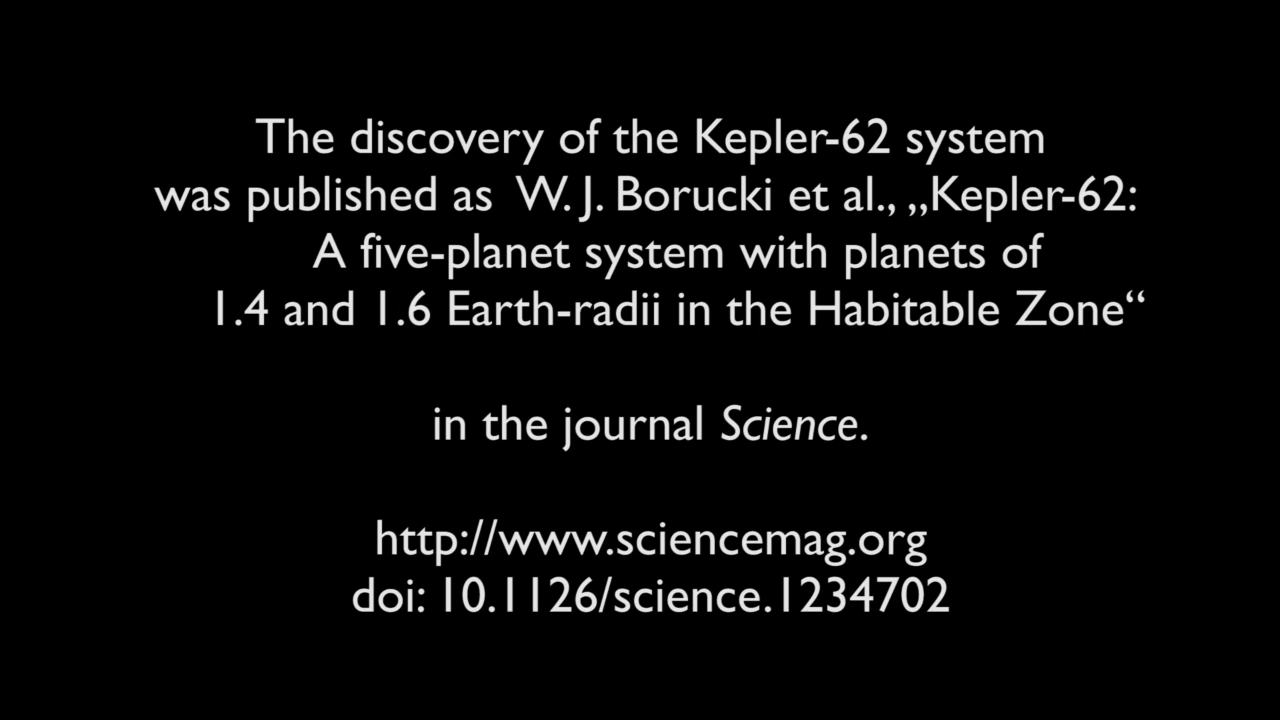 The discovery of the Kepler-62 system
was published as W. J. Borucki et al., „Kepler-62:
A five-planet system with planets of
1.4 and 1.6 Earth-radii in the Habitable Zone“
in the journal Science.
http://www.sciencemag.org
doi: 10.1126/science.1234702